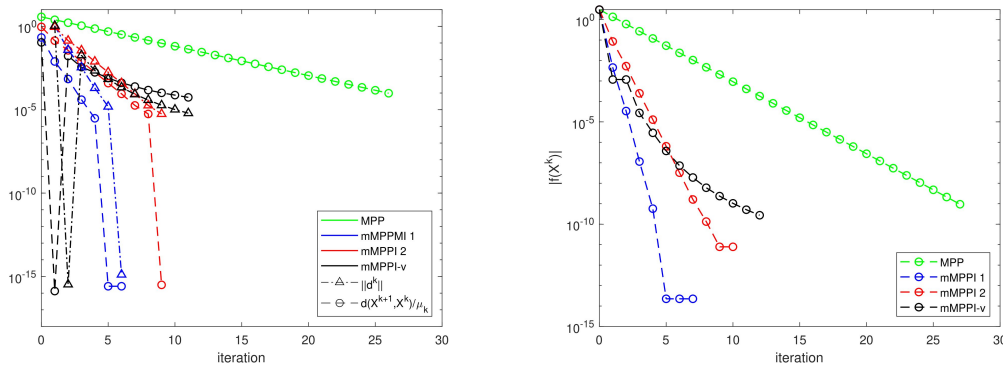 10^0
10^-5
10^-10
10^-15
0 5 10 15 20 25 30
iteration
MPP
mMPPMI 1
mMPPI 2
mMPPI-v
||d^k||
d(X^{k+1},X^k)/μ_k
|f(X^k)|
10^0
10^-5
10^-10
10^-15
0 5 10 15 20 25 30
iteration
MPP
mMPPI 1
mMPPI 2
mMPPI-v